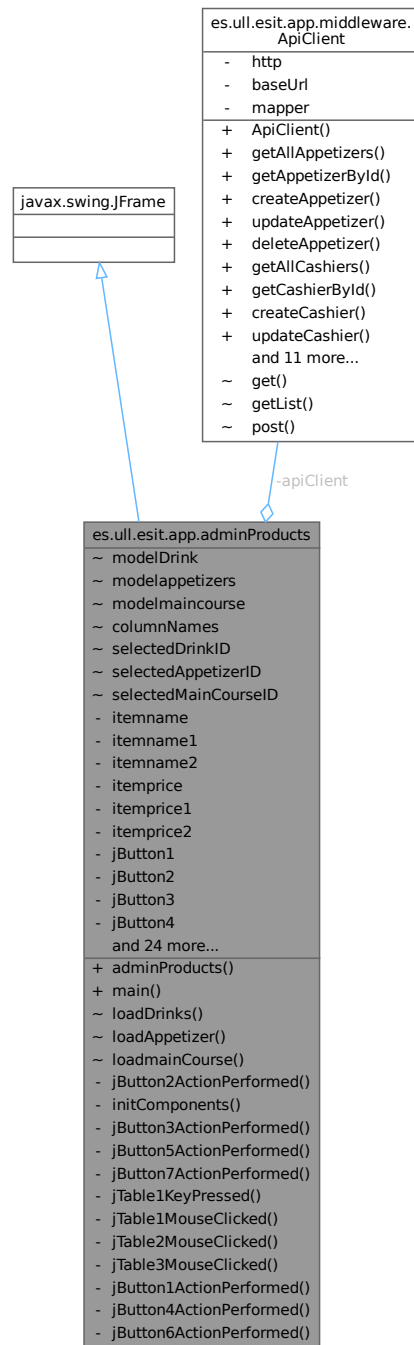 es.ull.esit.app.middleware.
ApiClient
- http
- baseUrl
- mapper
+ ApiClient()
+ getAllAppetizers()
+ getAppetizerById()
+ createAppetizer()
+ updateAppetizer()
+ deleteAppetizer()
+ getAllCashiers()
+ getCashierById()
+ createCashier()
+ updateCashier()
and 11 more...
~ get()
~ getList()
~ post()
javax.swing.JFrame
-apiClient
es.ull.esit.app.adminProducts
~ modelDrink
~ modelappetizers
~ modelmaincourse
~ columnNames
~ selectedDrinkID
~ selectedAppetizerID
~ selectedMainCourseID
- itemname
- itemname1
- itemname2
- itemprice
- itemprice1
- itemprice2
- jButton1
- jButton2
- jButton3
- jButton4
and 24 more...
+ adminProducts()
+ main()
~ loadDrinks()
~ loadAppetizer()
~ loadmainCourse()
- jButton2ActionPerformed()
- initComponents()
- jButton3ActionPerformed()
- jButton5ActionPerformed()
- jButton7ActionPerformed()
- jTable1KeyPressed()
- jTable1MouseClicked()
- jTable2MouseClicked()
- jTable3MouseClicked()
- jButton1ActionPerformed()
- jButton4ActionPerformed()
- jButton6ActionPerformed()